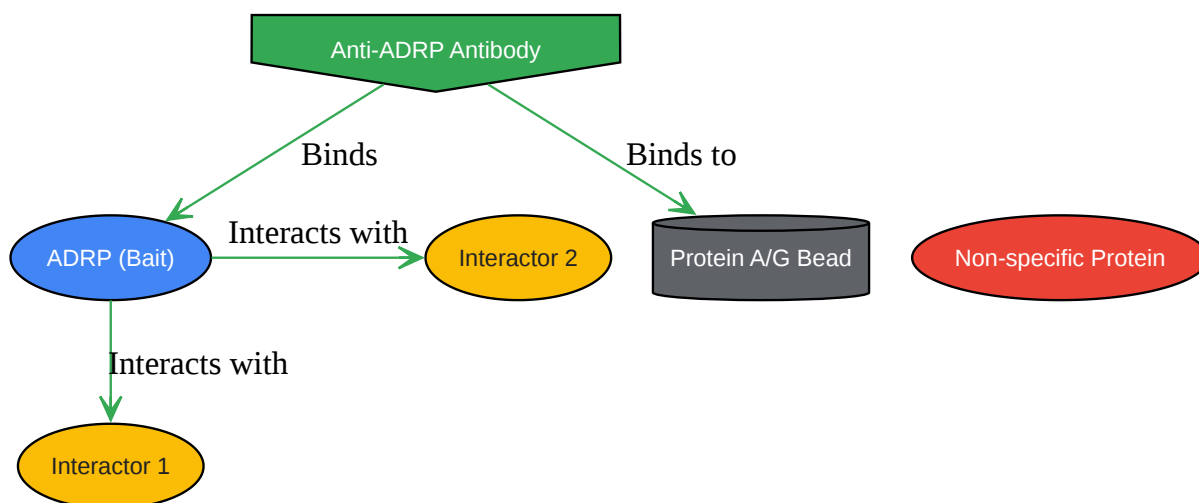 Anti-ADRP Antibody
Binds
Binds to
ADRP (Bait)
Interacts with
Interactor 2
Protein A/G Bead
Non-specific Protein
Interacts with
Interactor 1